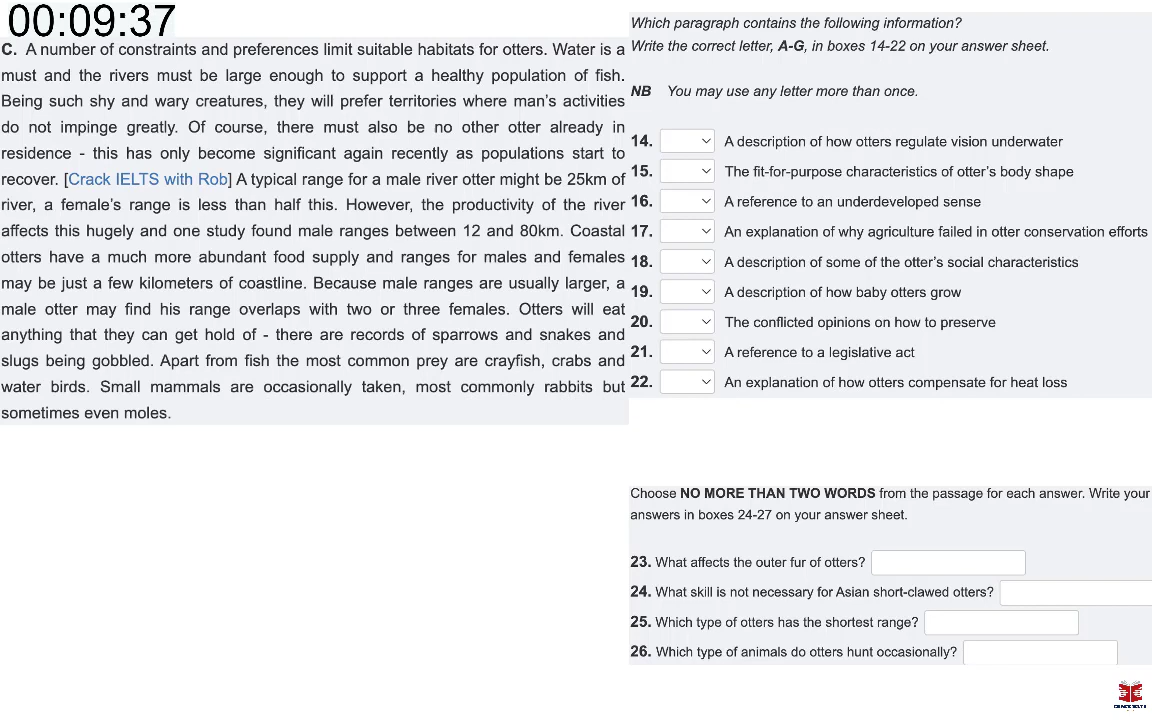 00:09:37
C. A number of constraints and preferences limit suitable habitats for otters. Water is a
must and the rivers must be large enough to support a healthy population of fish.
Being such shy and wary creatures, they will prefer territories where man's activities
do not impinge greatly. Of course, there must also be no other otter already in
residence - this has only become significant again recently as populations start to
recover. [Crack IELTS with Rob] A typical range for a male river otter might be 25km of
river, a female's range is less than half this. However, the productivity of the river
affects this hugely and one study found male ranges between 12 and 80km. Coastal
otters have a much more abundant food supply and ranges for males and females
may be just a few kilometers of coastline. Because male ranges are usually larger, a
male otter may find his range overlaps with two or three females. Otters will eat
anything that they can get hold of - there are records of sparrows and snakes and
slugs being gobbled. Apart from fish the most common prey are crayfish, crabs and
water birds. Small mammals are occasionally taken, most commonly rabbits but
sometimes even moles.
Which paragraph contains the following information?
Write the correct letter, A-G, in boxes 14-22 on your answer sheet.
NB You may use any letter more than once.
14. A description of how otters regulate vision underwater
15. The fit-for-purpose characteristics of otter's body shape
16. A reference to an underdeveloped sense
17. An explanation of why agriculture failed in otter conservation efforts
18. A description of some of the otter's social characteristics
19. A description of how baby otters grow
20. The conflicted opinions on how to preserve
21. A reference to a legislative act
22. An explanation of how otters compensate for heat loss
Choose NO MORE THAN TWO WORDS from the passage for each answer. Write your
answers in boxes 24-27 on your answer sheet.
23. What affects the outer fur of otters?
24. What skill is not necessary for Asian short-clawed otters?
25. Which type of otters has the shortest range?
26. Which type of animals do otters hunt occasionally?